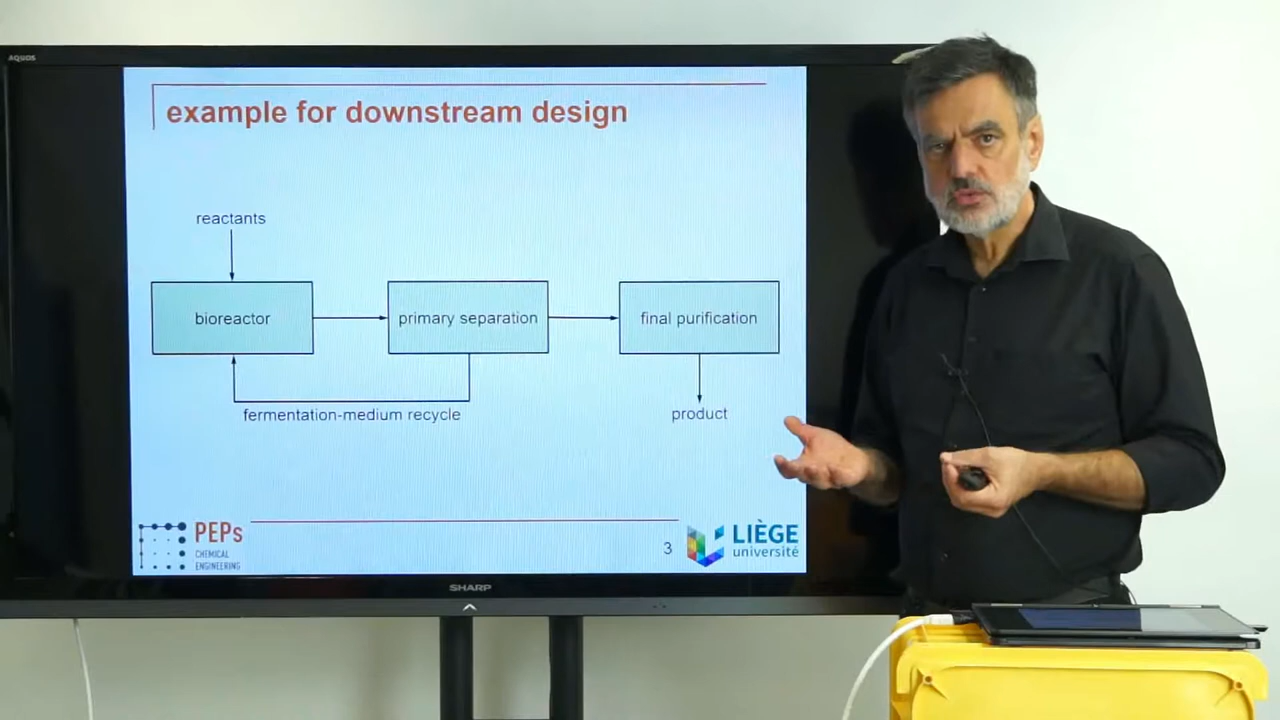 AQUOS
example for downstream design
reactants
bioreactor
primary separation
final purification
fermentation-medium recycle
product
PEPs
CHEMICAL
ENGINEERING
3
LIÈGE
université
SHARP